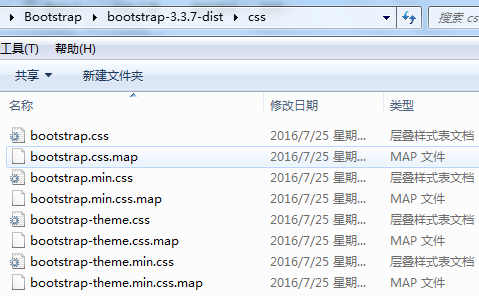 Bootstrap ▸ bootstrap-3.3.7-dist ▸ css 搜索 cs
工具(T) 帮助(H)
共享 新建文件夹
名称 修改日期 类型
bootstrap.css 2016/7/25 星期... 层叠样式表文档
bootstrap.css.map 2016/7/25 星期... MAP 文件
bootstrap.min.css 2016/7/25 星期... 层叠样式表文档
bootstrap.min.css.map 2016/7/25 星期... MAP 文件
bootstrap-theme.css 2016/7/25 星期... 层叠样式表文档
bootstrap-theme.css.map 2016/7/25 星期... MAP 文件
bootstrap-theme.min.css 2016/7/25 星期... 层叠样式表文档
bootstrap-theme.min.css.map 2016/7/25 星期... MAP 文件